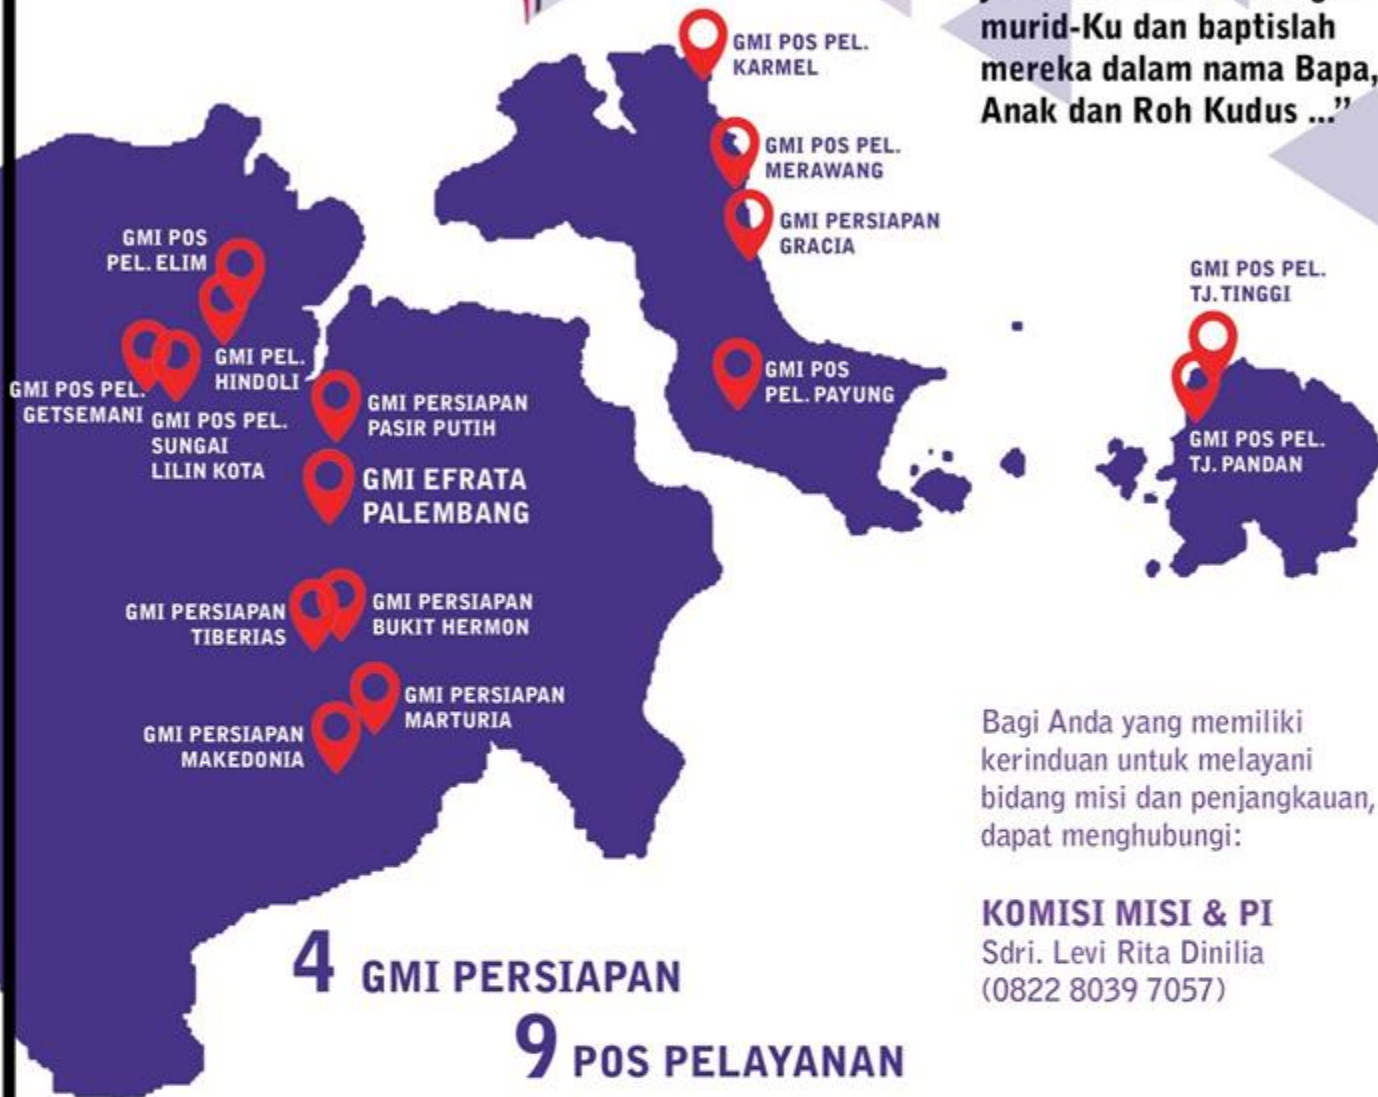 murid-Ku dan baptislah
mereka dalam nama Bapa,
Anak dan Roh Kudus ...”
GMI POS PEL.
KARMEL
GMI POS PEL.
MERAWANG
GMI PERSIAPAN
GRACIA
GMI POS
PEL. ELIM
GMI POS PEL.
TJ. TINGGI
GMI PEL.
HINDOLI
GMI POS PEL.
GETSEMANI
GMI POS PEL.
SUNGAI
LILIN KOTA
GMI PERSIAPAN
PASIR PUTIH
GMI POS
PEL. PAYUNG
GMI POS PEL.
TJ. PANDAN
GMI EFRATA
PALEMBANG
GMI PERSIAPAN
TIBERIAS
GMI PERSIAPAN
BUKIT HERMON
GMI PERSIAPAN
MARTURIA
GMI PERSIAPAN
MAKEDONIA
Bagi Anda yang memiliki
kerinduan untuk melayani
bidang misi dan penjangkauan,
dapat menghubungi:
KOMISI MISI & PI
Sdri. Levi Rita Dinilia
(0822 8039 7057)
4 GMI PERSIAPAN
9 POS PELAYANAN